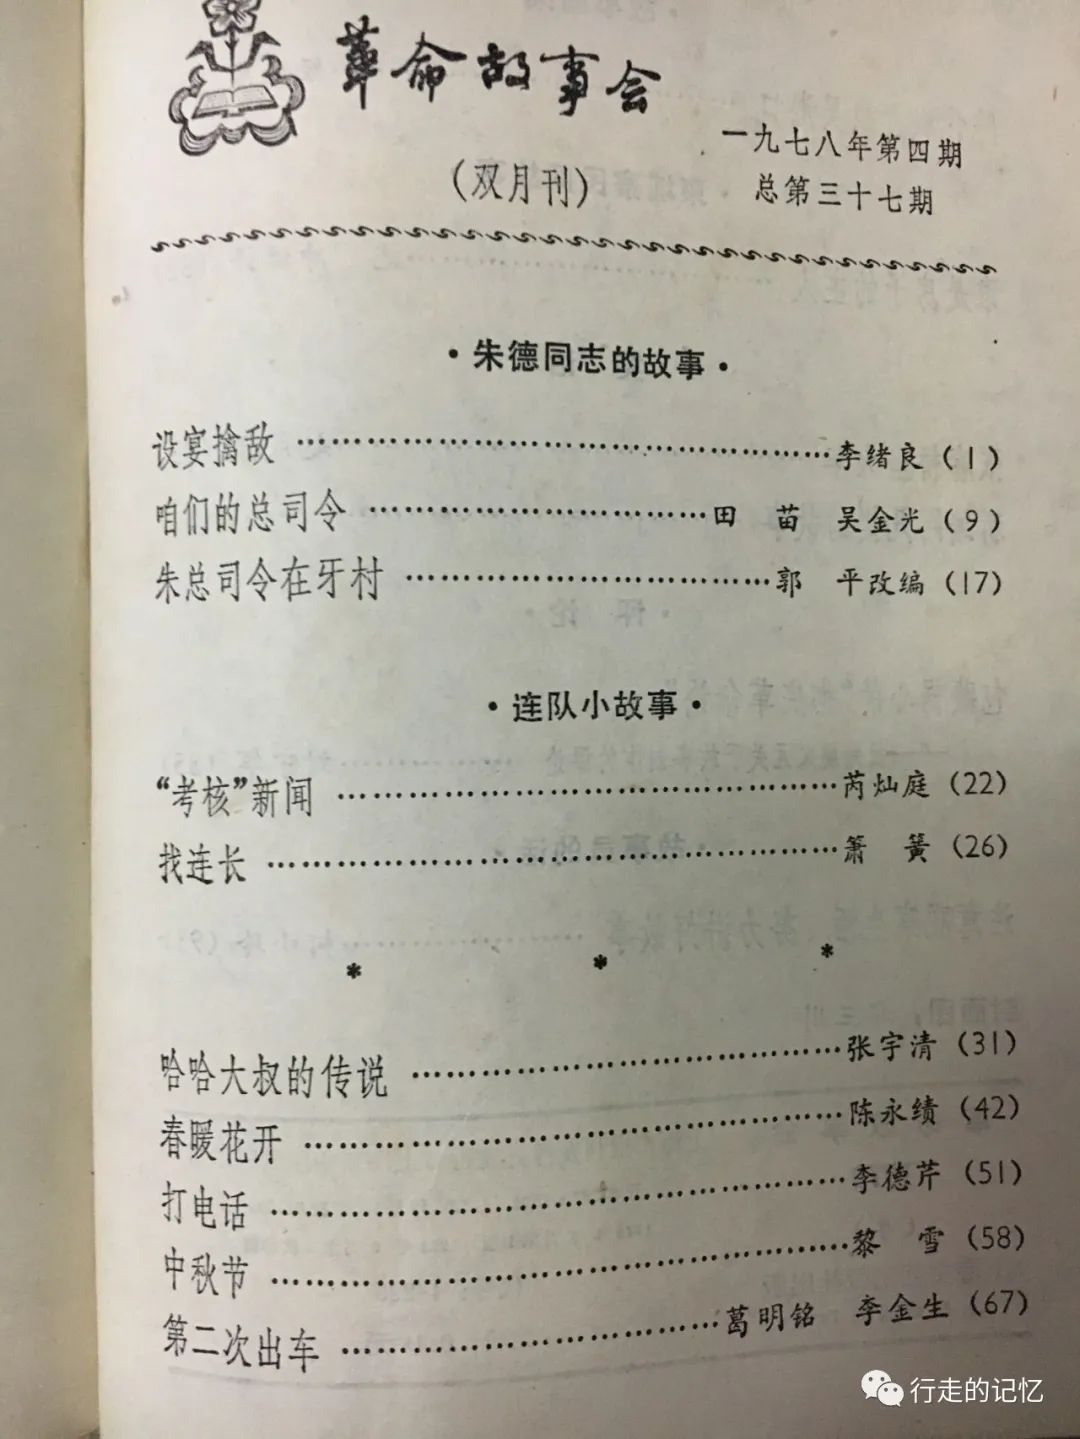 革命故事会
(双月刊)
一九七八年第四期
总第三十七期
·朱德同志的故事·
设宴擒敌……………………………………李绪良(1)
咱们的总司令………………………田　苗　吴金光(9)
朱总司令在牙村…………………………郭　平改编(17)
·连队小故事·
“考核”新闻…………………………………芮灿庭(22)
找连长………………………………………箫　簧(26)
*　*　*
哈哈大叔的传说……………………………张宇清(31)
春暖花开……………………………………陈永绩(42)
打电话………………………………………李德芹(51)
中秋节………………………………………黎　雪(58)
第二次出车…………………………葛明铭　李金生(67)
行走的记忆